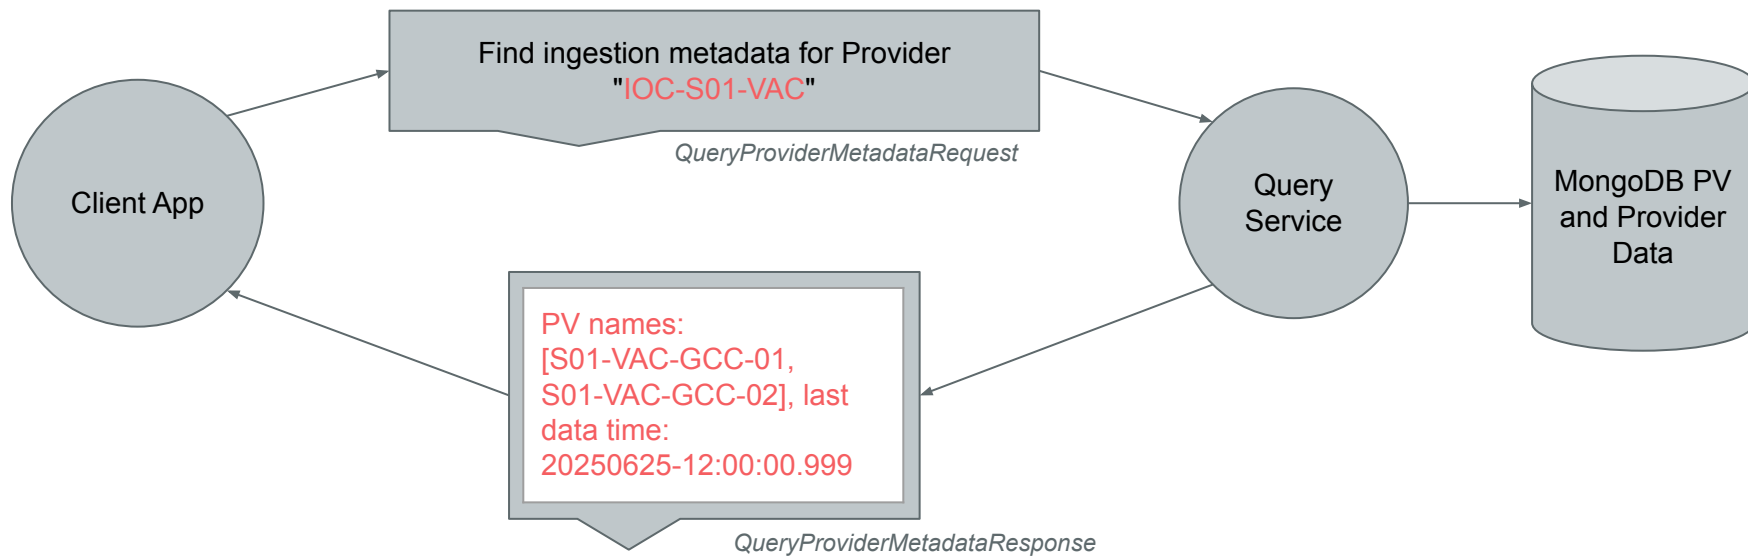 Find ingestion metadata for Provider
"IOC-S01-VAC"
QueryProviderMetadataRequest
Client App
Query
Service
MongoDB PV
and Provider
Data
PV names:
[S01-VAC-GCC-01,
S01-VAC-GCC-02], last
data time:
20250625-12:00:00.999
QueryProviderMetadataResponse